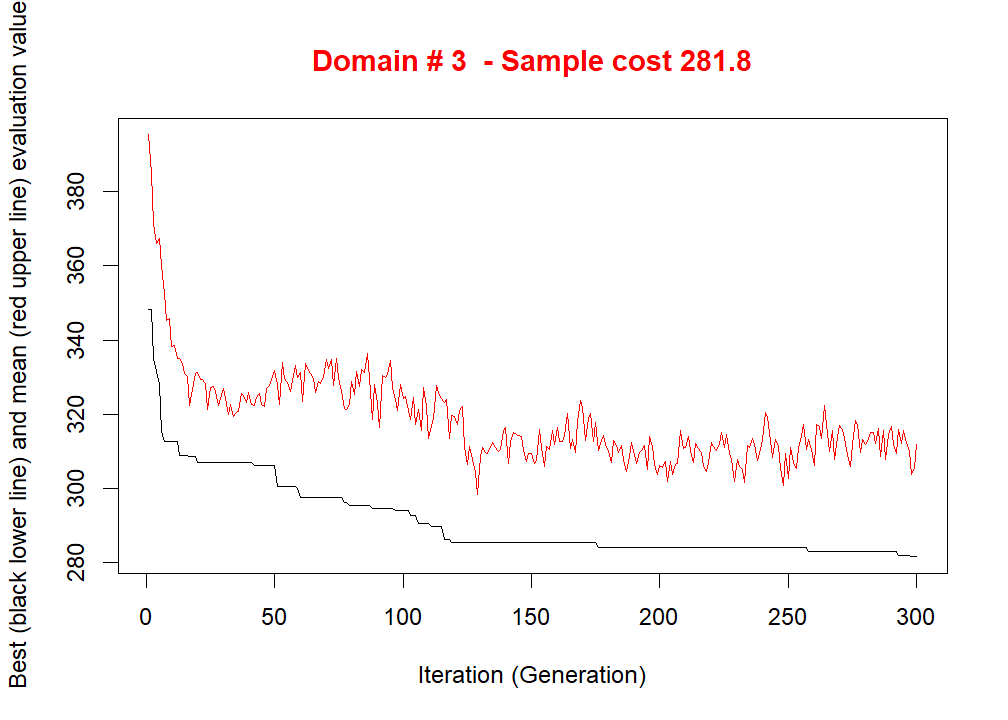 Domain # 3  - Sample cost 281.8
Best (black lower line) and mean (red upper line) evaluation value
380
360
340
320
300
280
0 50 100 150 200 250 300
Iteration (Generation)